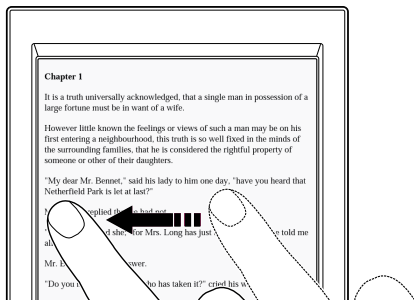 Chapter 1
It is a truth universally acknowledged, that a single man in possession of a
large fortune must be in want of a wife.
However little known the feelings or views of such a man may be on his
first entering a neighbourhood, this truth is so well fixed in the minds of
the surrounding families, that he is considered the rightful property of
someone or other of their daughters.
"My dear Mr. Bennet," said his lady to him one day, "have you heard that
Netherfield Park is let at last?"
replied he had not.
she; "for Mrs. Long has just he told me
Mr.
"Do you has taken it?" cried his